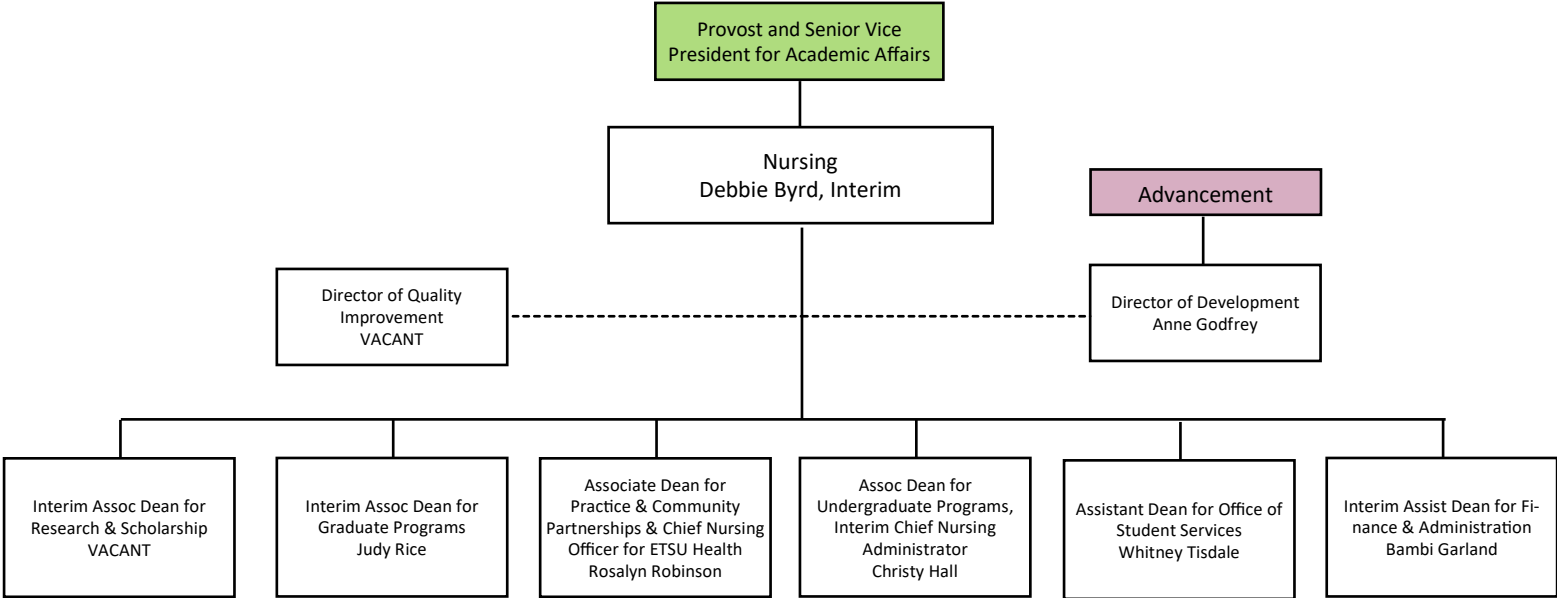 Provost and Senior Vice
President for Academic Affairs
Nursing
Debbie Byrd, Interim
Advancement
Director of Quality
Improvement
VACANT
Director of Development
Anne Godfrey
Interim Assoc Dean for
Research & Scholarship
VACANT
Interim Assoc Dean for
Graduate Programs
Judy Rice
Associate Dean for
Practice & Community
Partnerships & Chief Nursing
Officer for ETSU Health
Rosalyn Robinson
Assoc Dean for
Undergraduate Programs,
Interim Chief Nursing
Administrator
Christy Hall
Assistant Dean for Office of
Student Services
Whitney Tisdale
Interim Assist Dean for Fi-
nance & Administration
Bambi Garland